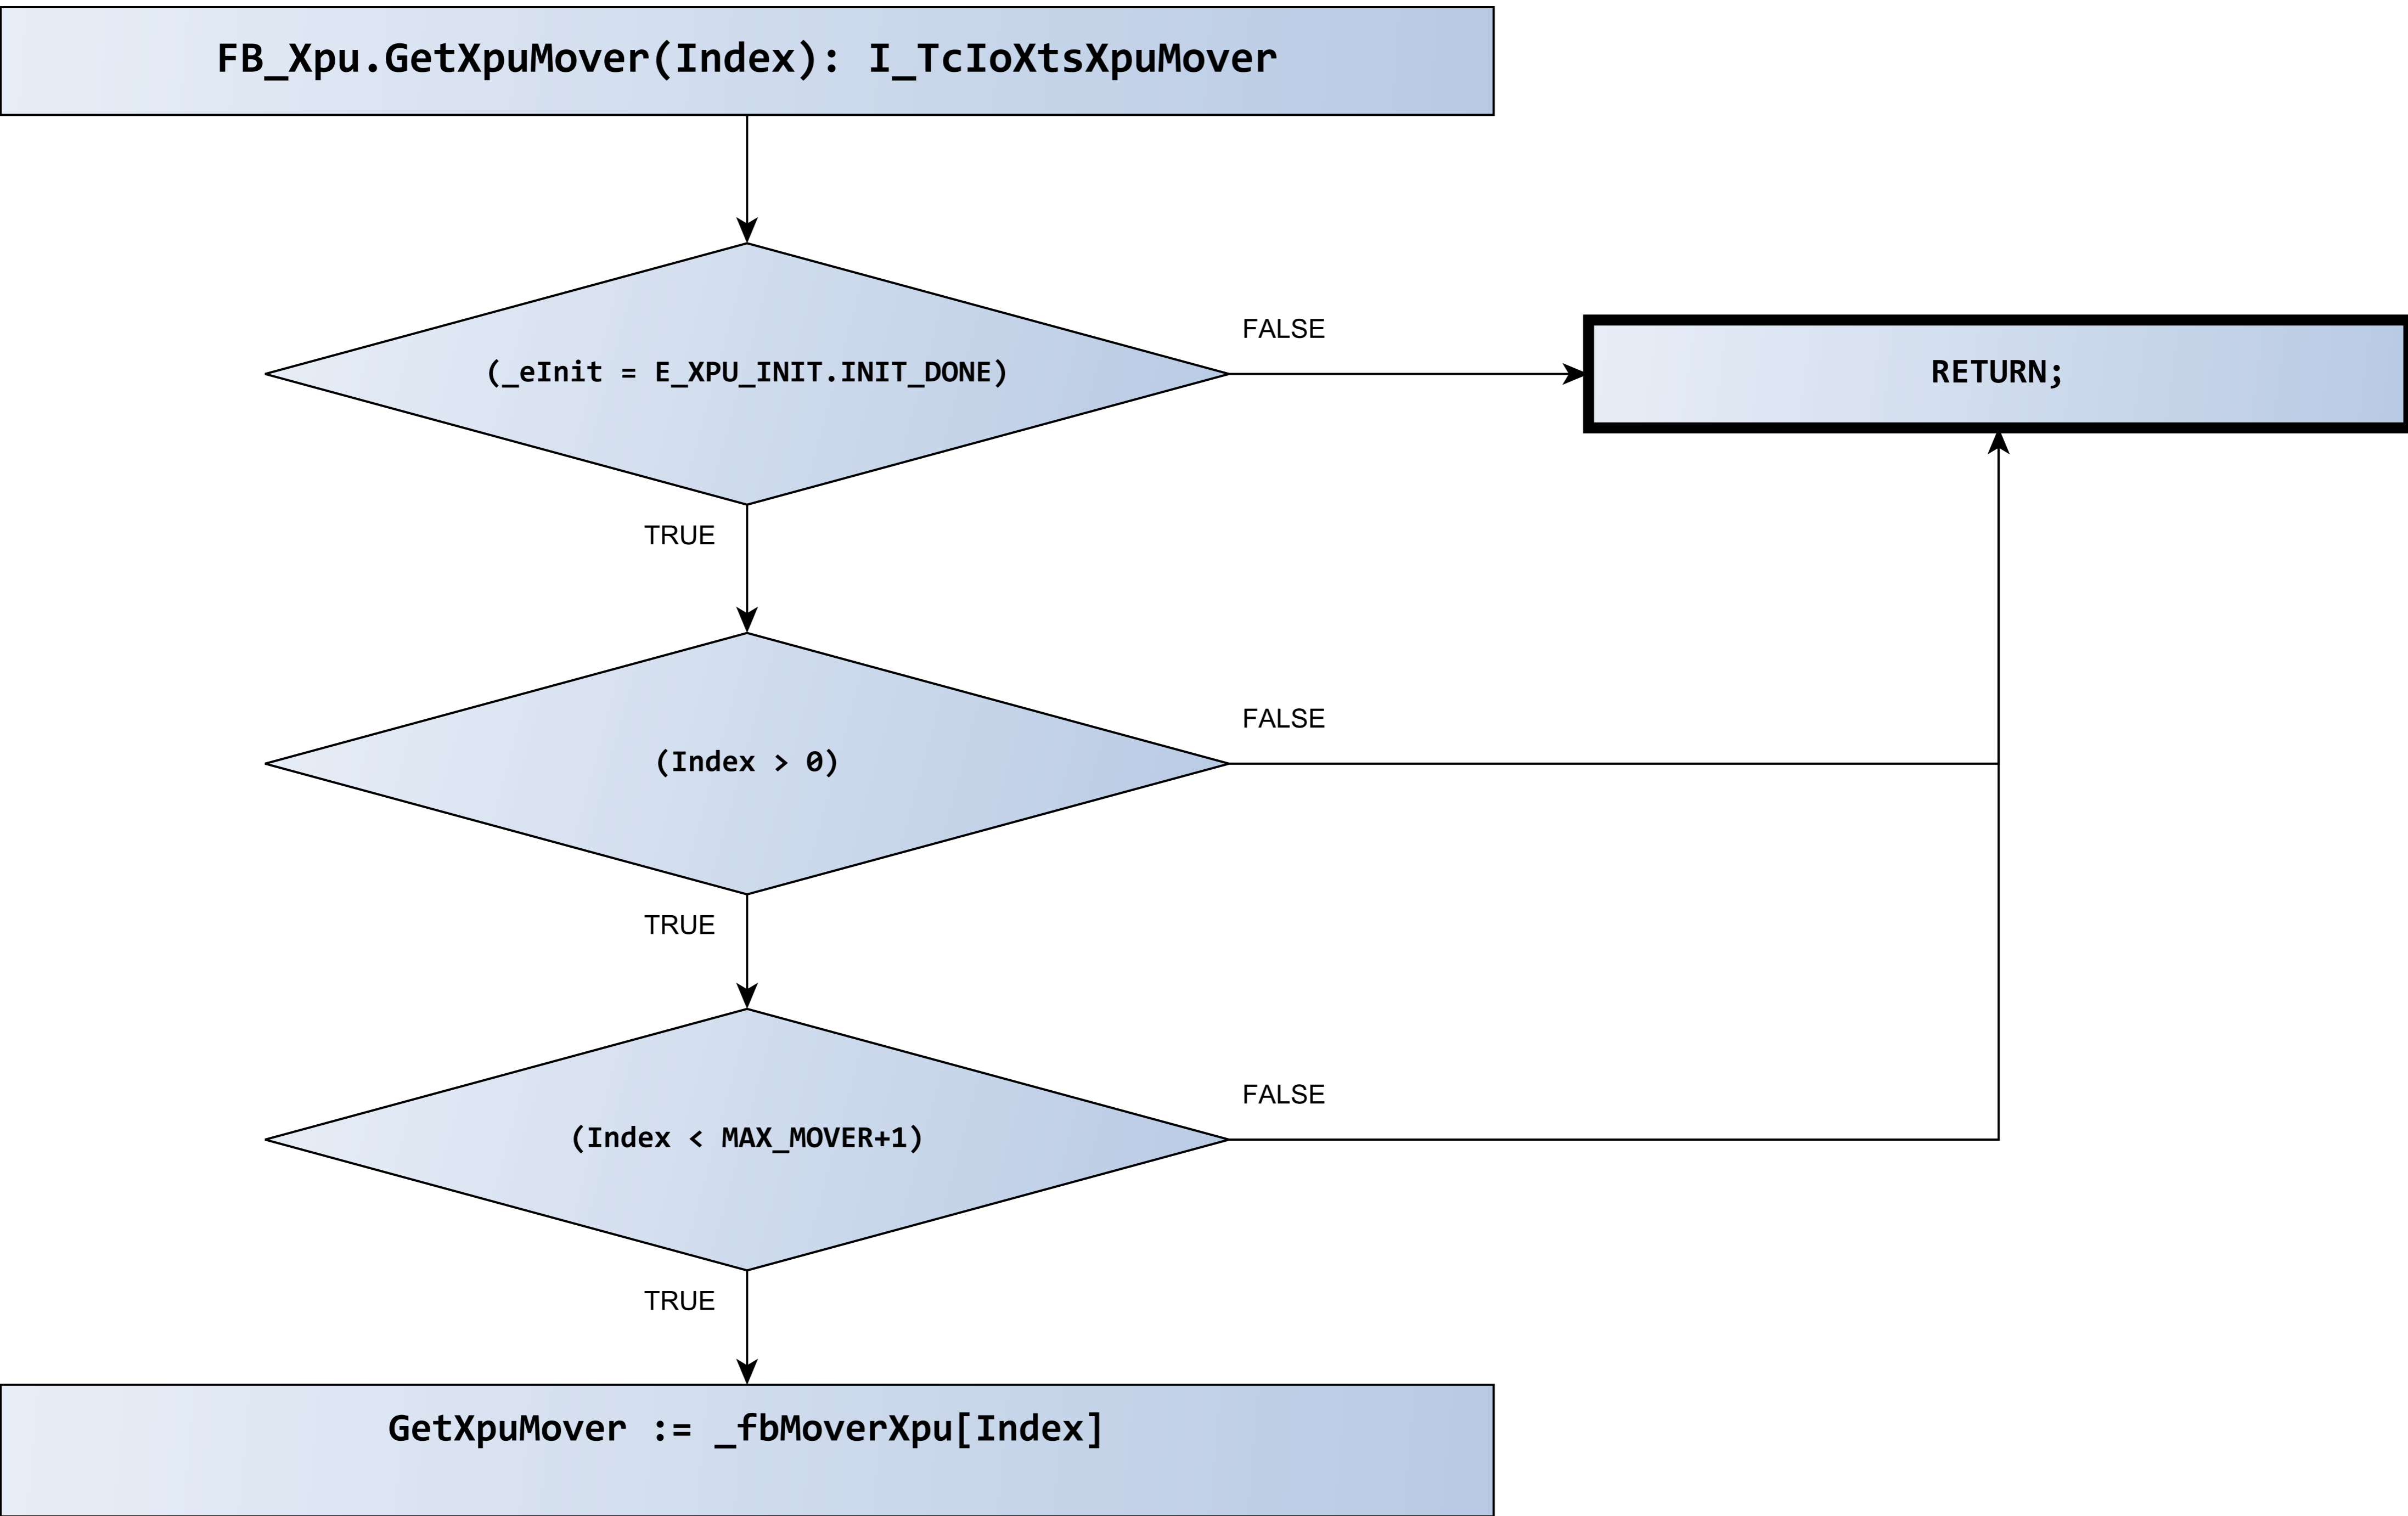 FB_Xpu.GetXpuMover(Index): I_TcIoXtsXpuMover
(_eInit = E_XPU_INIT.INIT_DONE)
FALSE
RETURN;
TRUE
(Index > 0)
FALSE
TRUE
(Index < MAX_MOVER+1)
FALSE
TRUE
GetXpuMover := _fbMoverXpu[Index]